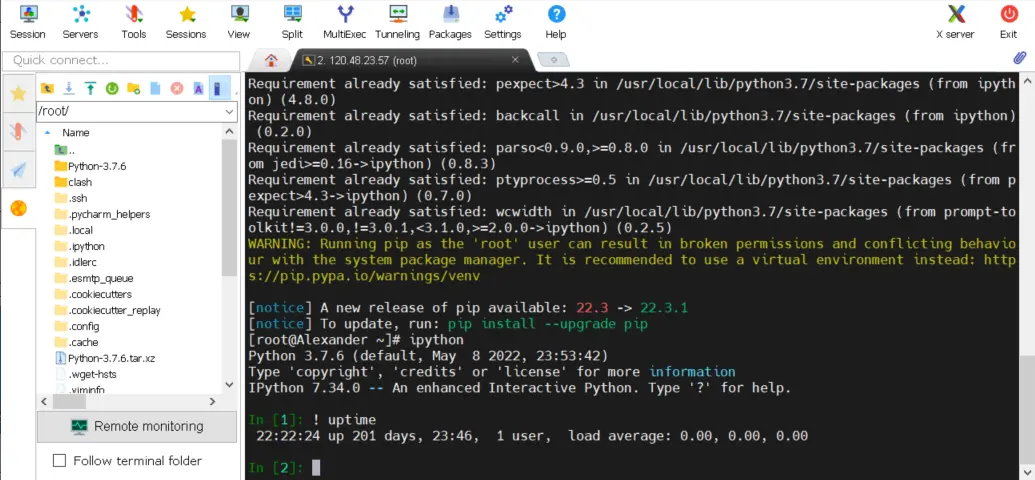 Session
Servers
Tools
Sessions
View
Split
MultiExec
Tunneling
Packages
Settings
Help
X server
Exit
Quick connect...
2. 120.48.23.57 (root)
/root/
Name
..
Python-3.7.6
clash
.ssh
.pycharm_helpers
.local
.ipython
.idlerc
.esmtp_queue
.cookiecutters
.cookiecutter_replay
.config
.cache
Python-3.7.6.tar.xz
.wget-hsts
.viminfo
Remote monitoring
Follow terminal folder
Requirement already satisfied: pexpect>4.3 in /usr/local/lib/python3.7/site-packages (from ipyth
on) (4.8.0)
Requirement already satisfied: backcall in /usr/local/lib/python3.7/site-packages (from ipython)
(0.2.0)
Requirement already satisfied: parso<0.9.0,>=0.8.0 in /usr/local/lib/python3.7/site-packages (fr
om jedi>=0.16->ipython) (0.8.3)
Requirement already satisfied: ptyprocess>=0.5 in /usr/local/lib/python3.7/site-packages (from p
expect>4.3->ipython) (0.7.0)
Requirement already satisfied: wcwidth in /usr/local/lib/python3.7/site-packages (from prompt-to
olkit!=3.0.0,!=3.0.1,<3.1.0,>=2.0.0->ipython) (0.2.5)
WARNING: Running pip as the 'root' user can result in broken permissions and conflicting behavio
ur with the system package manager. It is recommended to use a virtual environment instead: http
s://pip.pypa.io/warnings/venv
[notice] A new release of pip available: 22.3 -> 22.3.1
[notice] To update, run: pip install --upgrade pip
[root@Alexander ~]# ipython
Python 3.7.6 (default, May  8 2022, 23:53:42)
Type 'copyright', 'credits' or 'license' for more information
IPython 7.34.0 -- An enhanced Interactive Python. Type '?' for help.
In [1]: ! uptime
22:22:24 up 201 days, 23:46,  1 user,  load average: 0.00, 0.00, 0.00
In [2]: